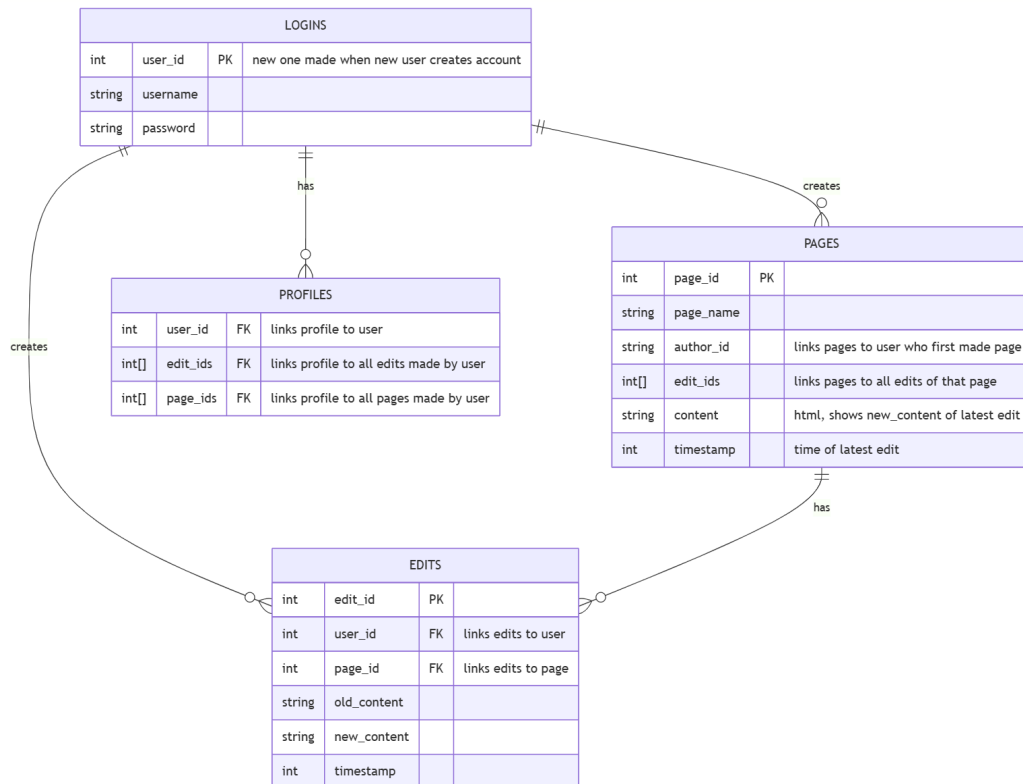 LOGINS
int user_id PK new one made when new user creates account
string username
string password
has
creates
PAGES
int page_id PK
string page_name
string author_id links pages to user who first made page
int[] edit_ids links pages to all edits of that page
string content html, shows new_content of latest edit
int timestamp time of latest edit
PROFILES
int user_id FK links profile to user
int[] edit_ids FK links profile to all edits made by user
int[] page_ids FK links profile to all pages made by user
creates
has
EDITS
int edit_id PK
int user_id FK links edits to user
int page_id FK links edits to page
string old_content
string new_content
int timestamp